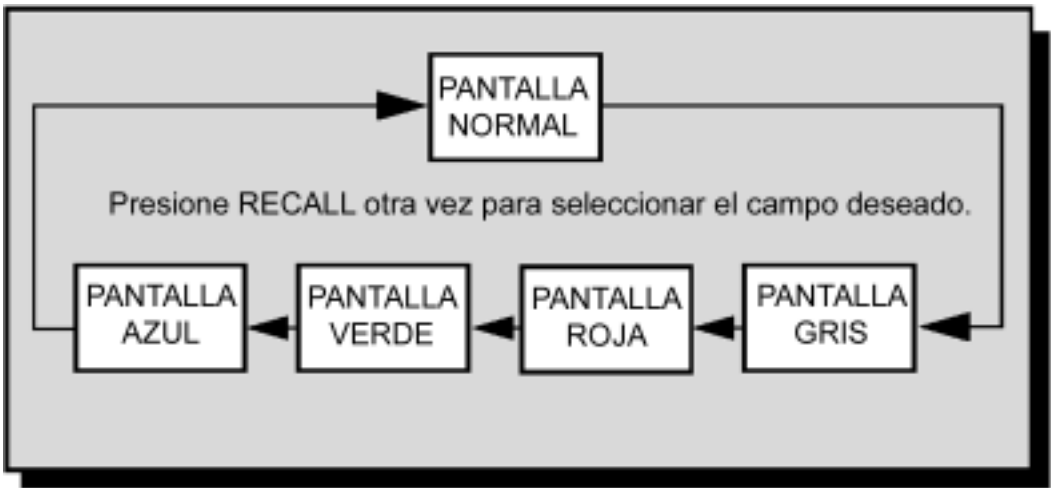 PANTALLA
NORMAL
Presione RECALL otra vez para seleccionar el campo deseado.
PANTALLA
AZUL
PANTALLA
VERDE
PANTALLA
ROJA
PANTALLA
GRIS